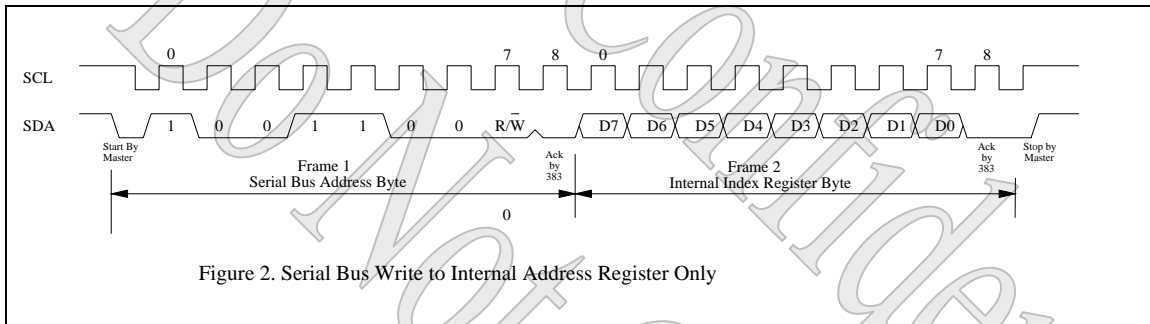 0 7 8 0 7 8
SCL
SDA 1 0 0 1 1 0 0 R/W̅ D7 D6 D5 D4 D3 D2 D1 D0
Start By
Master
Ack
by
383
Ack
by
383
Stop by
Master
Frame 1
Serial Bus Address Byte
Frame 2
Internal Index Register Byte
0
Figure 2. Serial Bus Write to Internal Address Register Only
Do Not
Confiden